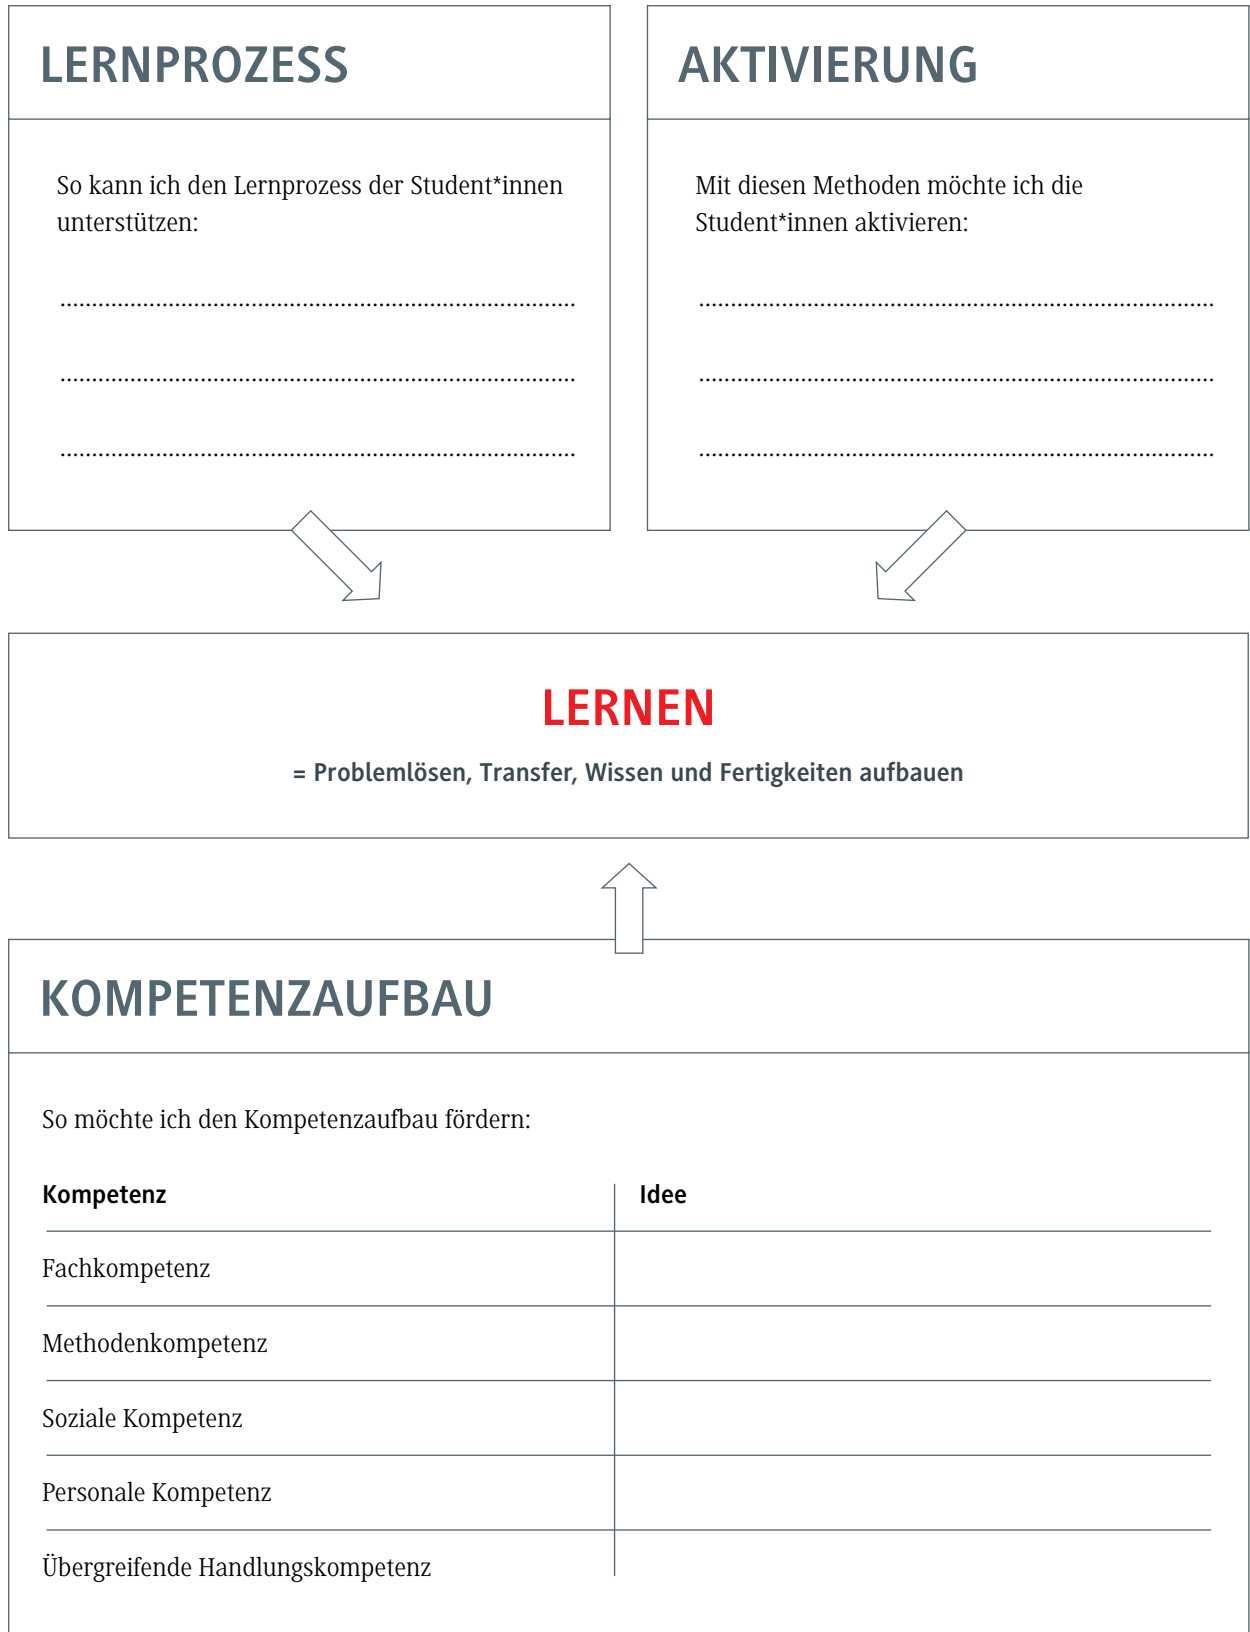 LERNPROZESS
So kann ich den Lernprozess der Student*innen
unterstützen:
................................................................................
................................................................................
................................................................................
AKTIVIERUNG
Mit diesen Methoden möchte ich die
Student*innen aktivieren:
................................................................................
................................................................................
................................................................................
LERNEN
= Problemlösen, Transfer, Wissen und Fertigkeiten aufbauen
KOMPETENZAUFBAU
So möchte ich den Kompetenzaufbau fördern:
Kompetenz Idee
Fachkompetenz
Methodenkompetenz
Soziale Kompetenz
Personale Kompetenz
Übergreifende Handlungskompetenz